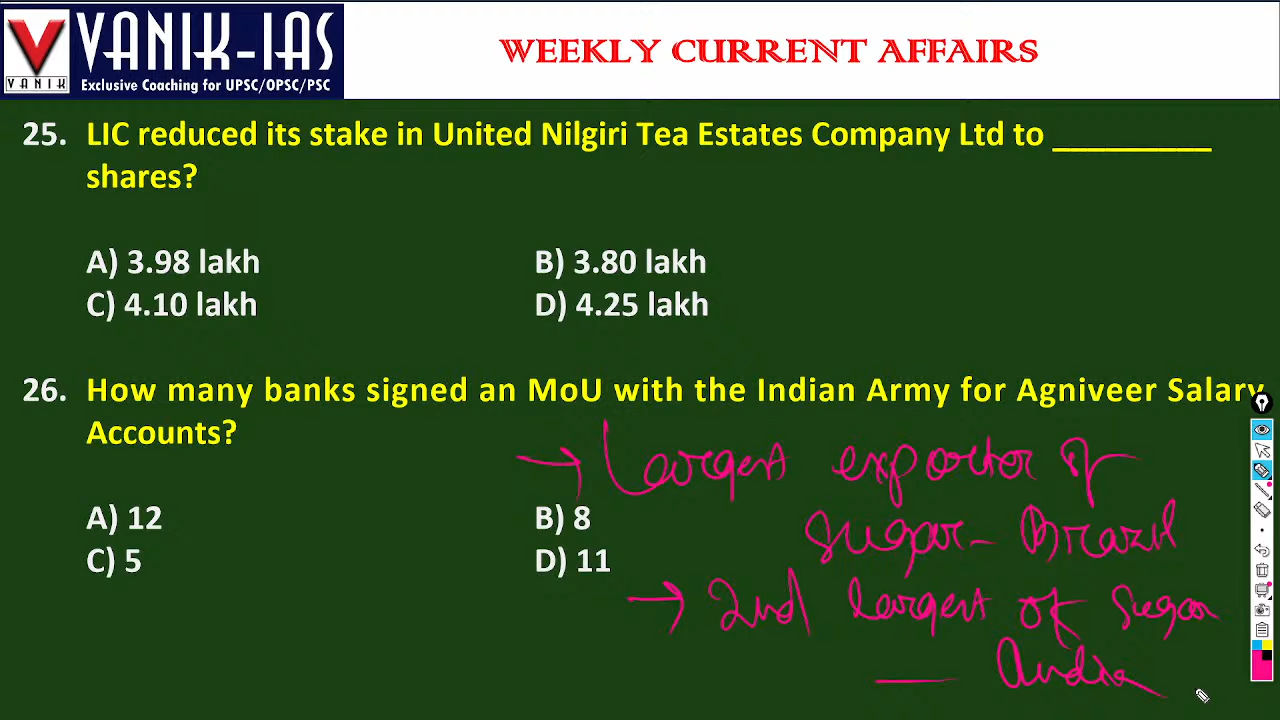 VANIK-IAS
VANIK
Exclusive Coaching for UPSC/OPSC/PSC
WEEKLY CURRENT AFFAIRS
25. LIC reduced its stake in United Nilgiri Tea Estates Company Ltd to _________
shares?
A) 3.98 lakh B) 3.80 lakh
C) 4.10 lakh D) 4.25 lakh
26. How many banks signed an MoU with the Indian Army for Agniveer Salary
Accounts?
→ largest exporter of
A) 12 B) 8
sugar - Brazil
C) 5 D) 11
→ 2nd largest of sugar
— India